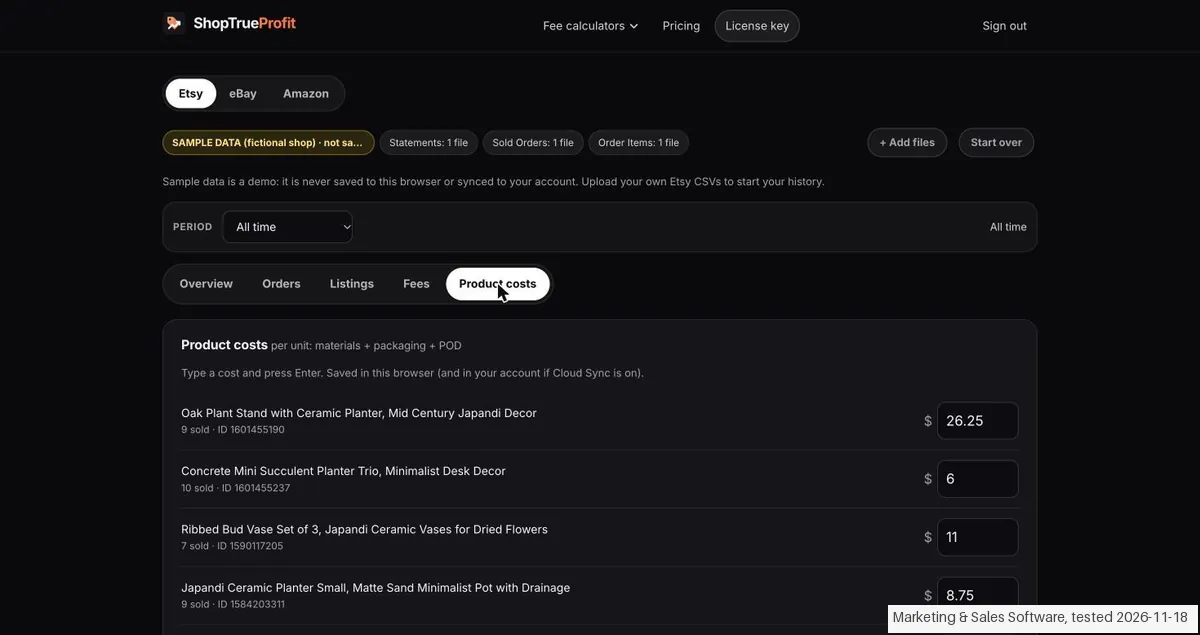 ShopTrueProfit Fee calculators Pricing License key Sign out
Etsy eBay Amazon
SAMPLE DATA (fictional shop) · not sa... Statements: 1 file Sold Orders: 1 file Order Items: 1 file + Add files Start over
Sample data is a demo: it is never saved to this browser or synced to your account. Upload your own Etsy CSVs to start your history.
PERIOD All time All time
Overview Orders Listings Fees Product costs
Product costs per unit: materials + packaging + POD
Type a cost and press Enter. Saved in this browser (and in your account if Cloud Sync is on).
Oak Plant Stand with Ceramic Planter, Mid Century Japandi Decor
$ 26.25
9 sold · ID 1601455190
Concrete Mini Succulent Planter Trio, Minimalist Desk Decor
$ 6
10 sold · ID 1601455237
Ribbed Bud Vase Set of 3, Japandi Ceramic Vases for Dried Flowers
$ 11
7 sold · ID 1590117205
Japandi Ceramic Planter Small, Matte Sand Minimalist Pot with Drainage
$ 8.75
9 sold · ID 1584203311
Marketing & Sales Software, tested 2026-11-18